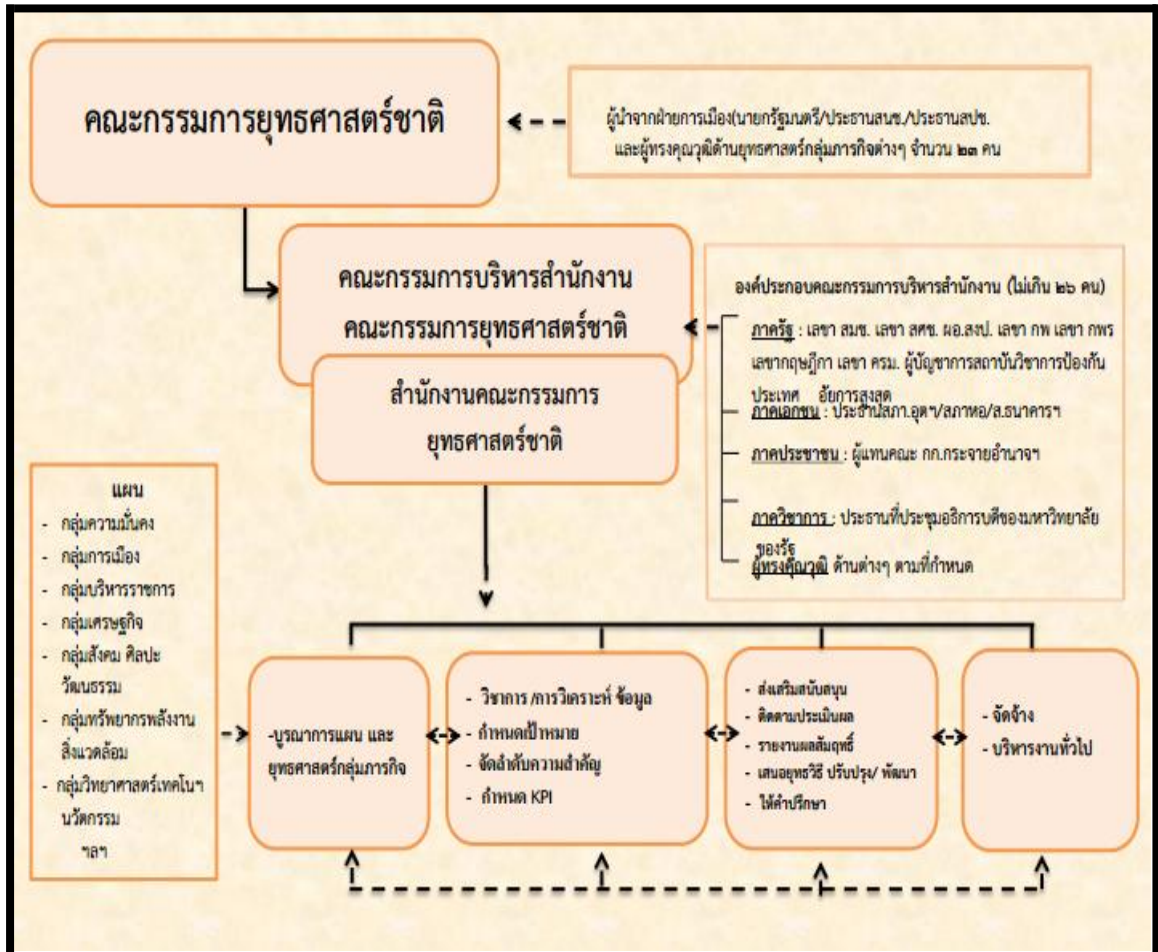 คณะกรรมการยุทธศาสตร์ชาติ
ผู้นำจากฝ่ายการเมือง(นายกรัฐมนตรี/ประธานสนช./ประธานสปช.
และผู้ทรงคุณวุฒิด้านยุทธศาสตร์กลุ่มภารกิจต่างๆ จำนวน ๒๓ คน
คณะกรรมการบริหารสำนักงาน
คณะกรรมการยุทธศาสตร์ชาติ
สำนักงานคณะกรรมการ
ยุทธศาสตร์ชาติ
องค์ประกอบคณะกรรมการบริหารสำนักงาน (ไม่เกิน ๒๖ คน)
ภาครัฐ : เลขา สมช. เลขา สศช. ผอ.สงป. เลขา กพ เลขา กพร
เลขากฤษฎีกา เลขา ครม. ผู้บัญชาการสถาบันวิชาการป้องกัน
ประเทศ อัยการสูงสุด
ภาคเอกชน : ประธานสภา.อุตฯ/สภาหอ/ส.ธนาคารฯ
ภาคประชาชน : ผู้แทนคณะ กก.กระจายอำนาจฯ
ภาควิชาการ : ประธานที่ประชุมอธิการบดีของมหาวิทยาลัย
ของรัฐ
ผู้ทรงคุณวุฒิ ด้านต่างๆ ตามที่กำหนด
แผน
- กลุ่มความมั่นคง
- กลุ่มการเมือง
- กลุ่มบริหารราชการ
- กลุ่มเศรษฐกิจ
- กลุ่มสังคม ศิลปะ
วัฒนธรรม
- กลุ่มทรัพยากรพลังงาน
สิ่งแวดล้อม
- กลุ่มวิทยาศาสตร์เทคโนฯ
นวัตกรรม
ฯลฯ
-บูรณาการแผน และ
ยุทธศาสตร์กลุ่มภารกิจ
- วิชาการ /การวิเคราะห์ ข้อมูล
- กำหนดเป้าหมาย
- จัดลำดับความสำคัญ
- กำหนด KPI
- ส่งเสริมสนับสนุน
- ติดตามประเมินผล
- รายงานผลสัมฤทธิ์
- เสนอยุทธวิธี ปรับปรุง/ พัฒนา
- ให้คำปรึกษา
- จัดจ้าง
- บริหารงานทั่วไป